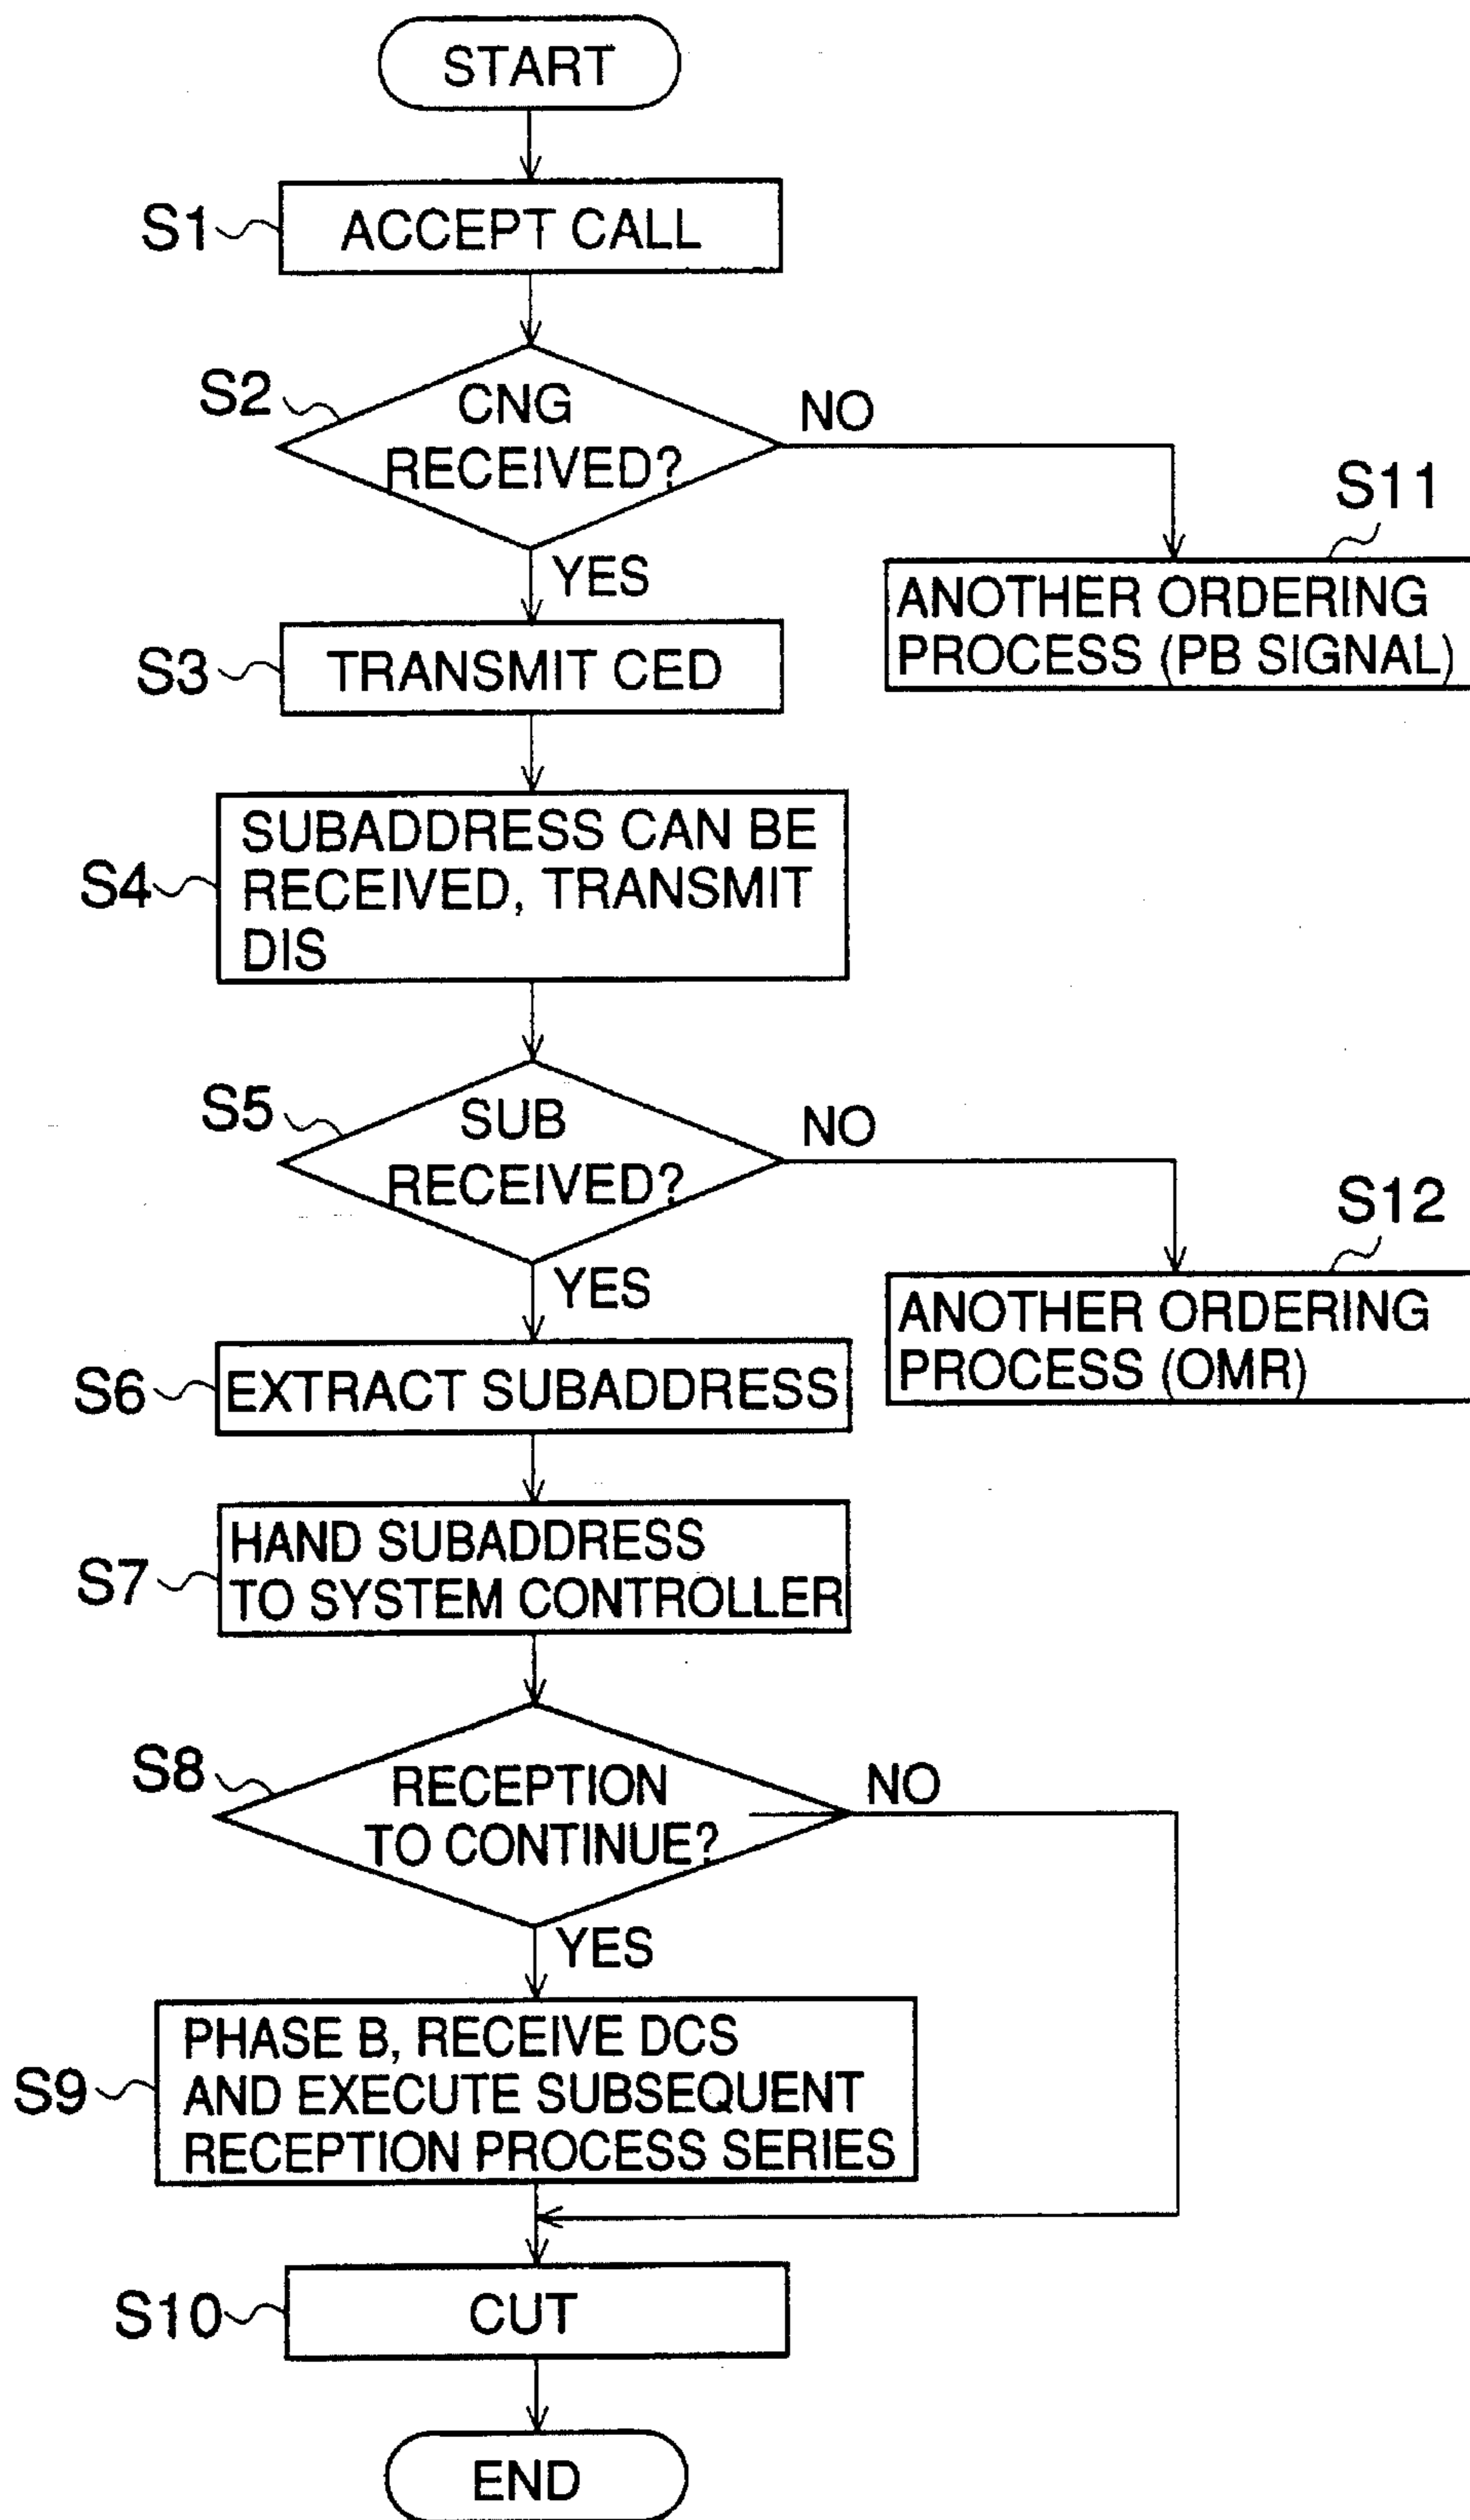 START
S1
ACCEPT CALL
S2
CNG
RECEIVED?
NO
YES
S11
ANOTHER ORDERING
PROCESS (PB SIGNAL)
S3
TRANSMIT CED
S4
SUBADDRESS CAN BE
RECEIVED, TRANSMIT
DIS
S5
SUB
RECEIVED?
NO
YES
S12
ANOTHER ORDERING
PROCESS (OMR)
S6
EXTRACT SUBADDRESS
S7
HAND SUBADDRESS
TO SYSTEM CONTROLLER
S8
RECEPTION
TO CONTINUE?
NO
YES
S9
PHASE B, RECEIVE DCS
AND EXECUTE SUBSEQUENT
RECEPTION PROCESS SERIES
S10
CUT
END